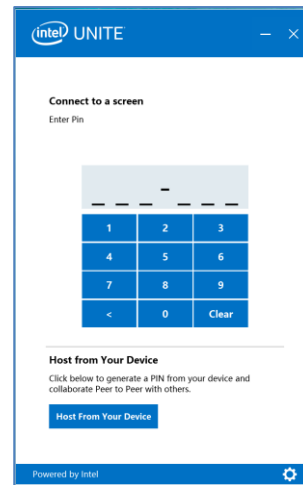 intel UNITE
Connect to a screen
Enter Pin
_ _ _ - _ _ _
1 2 3
4 5 6
7 8 9
< 0 Clear
Host from Your Device
Click below to generate a PIN from your device and
collaborate Peer to Peer with others.
Host From Your Device
Powered by Intel